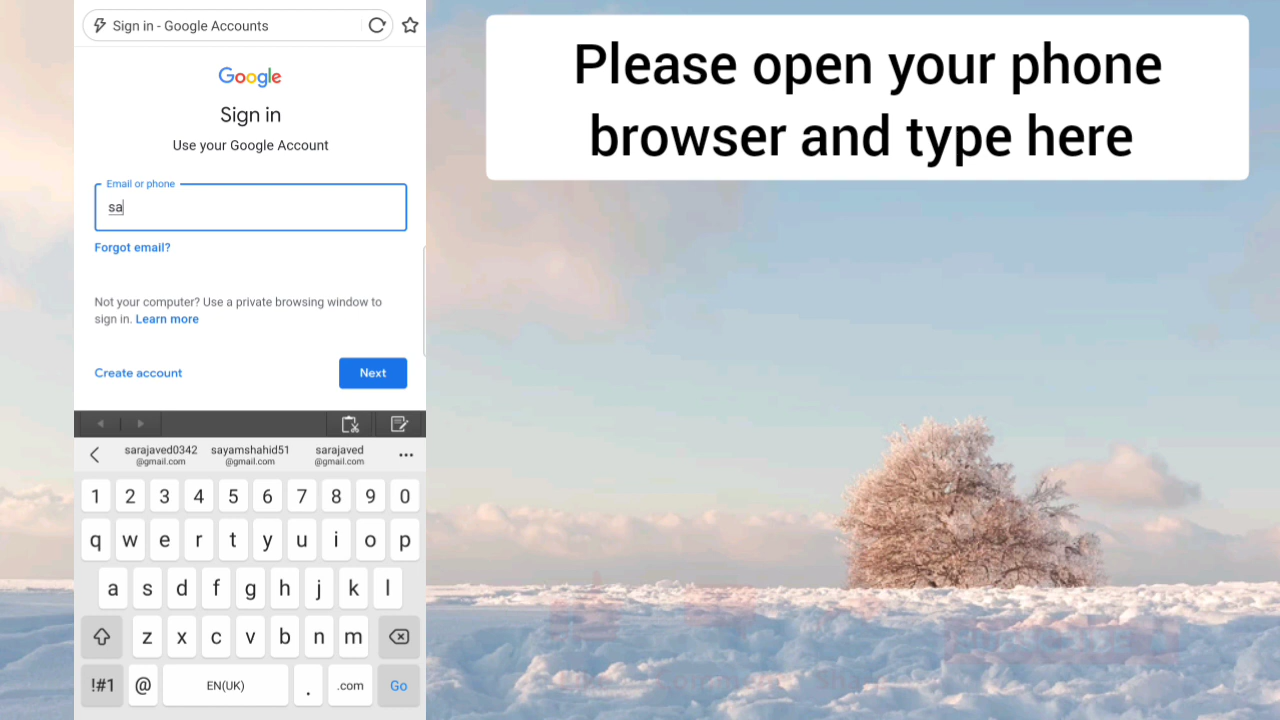 Sign in - Google Accounts
Google
Sign in
Use your Google Account
Email or phone
sa
Forgot email?
Not your computer? Use a private browsing window to
sign in. Learn more
Create account
Next
sarajaved0342 sayamshahid51 sarajaved
@gmail.com @gmail.com @gmail.com
1 2 3 4 5 6 7 8 9 0
q w e r t y u i o p
a s d f g h j k l
z x c v b n m
!#1 @ EN(UK) . .com Go
Please open your phone
browser and type here